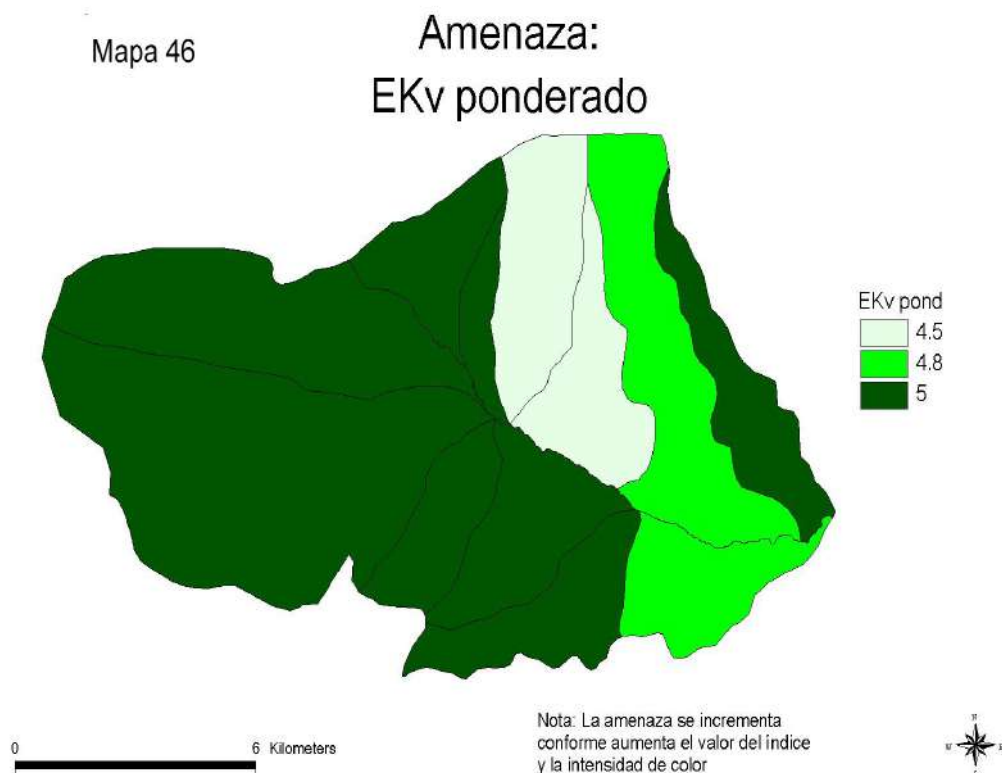 Mapa 46
Amenaza:
EKv ponderado
EKv pond
4.5
4.8
5
0 6 Kilometers
Nota: La amenaza se incrementa
conforme aumenta el valor del índice
y la intensidad de color
N